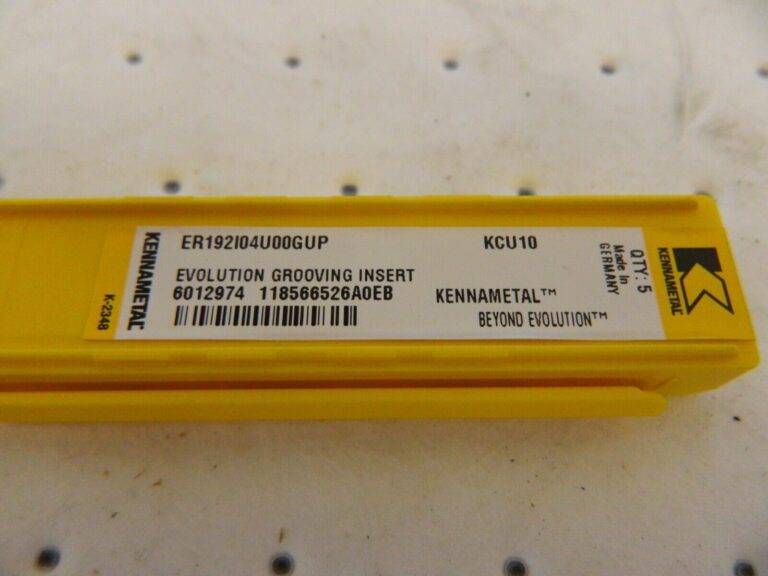 KENNAMETAL
K-2348
ER192I04U00GUP KCU10
EVOLUTION GROOVING INSERT
6012974 118566526A0EB
KENNAMETAL™
BEYOND EVOLUTION™
QTY: 5
Made In
GERMANY
KENNAMETAL